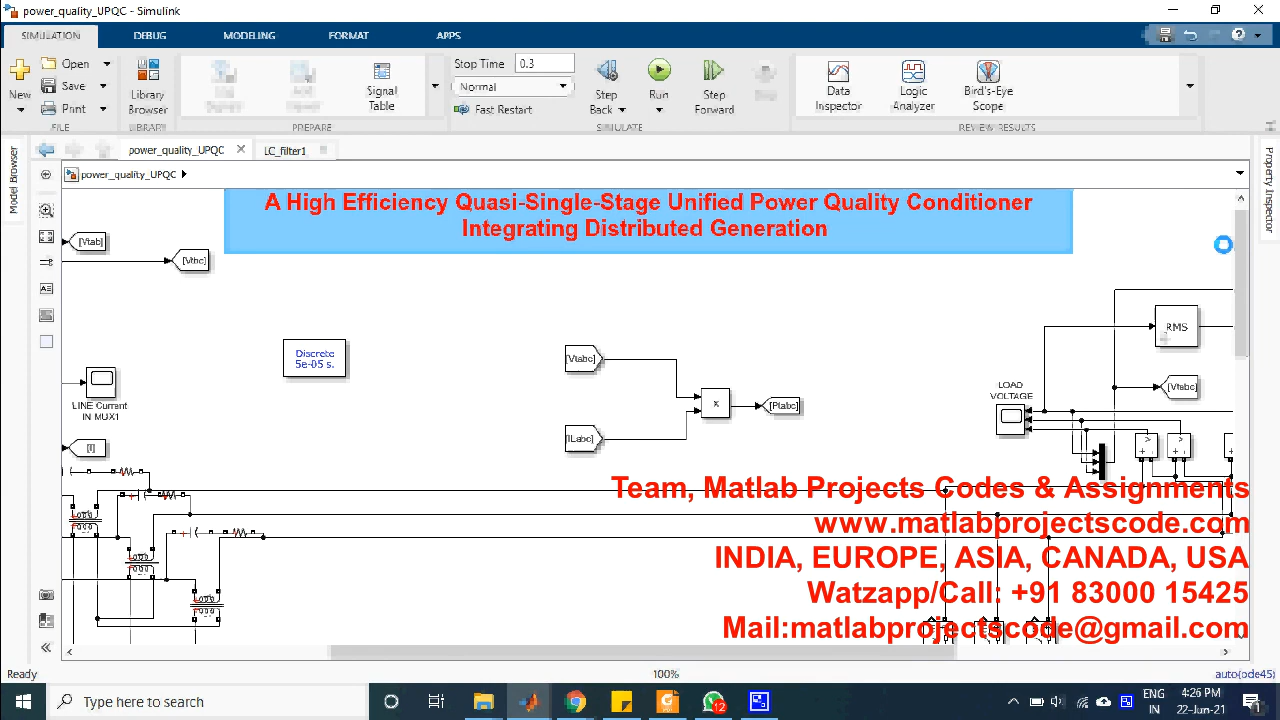 power_quality_UPQC - Simulink
SIMULATION DEBUG MODELING FORMAT APPS
New
Open
Save
Print
FILE
Library
Browser
LIBRARY
Signal
Table
PREPARE
Stop Time 0.3
Normal
Fast Restart
Step
Back
Run
Step
Forward
SIMULATE
Data
Inspector
Logic
Analyzer
Bird's-Eye
Scope
REVIEW RESULTS
Model Browser
Property Inspector
power_quality_UPQC
LC_filter1
power_quality_UPQC
A High Efficiency Quasi-Single-Stage Unified Power Quality Conditioner
Integrating Distributed Generation
[Vtab]
[Vtbc]
Discrete
5e-05 s.
LINE Current
IN MUX1
[I]
[Vtabc]
[ILabc]
x
[PLabc]
RMS
[Vtabc]
LOAD
VOLTAGE
Team, Matlab Projects Codes & Assignments
www.matlabprojectscode.com
INDIA, EUROPE, ASIA, CANADA, USA
Watzapp/Call: +91 83000 15425
Mail:matlabprojectscode@gmail.com
Ready 100% auto(ode45)
Type here to search
12
ENG
IN
4:26 PM
22-Jun-21
1